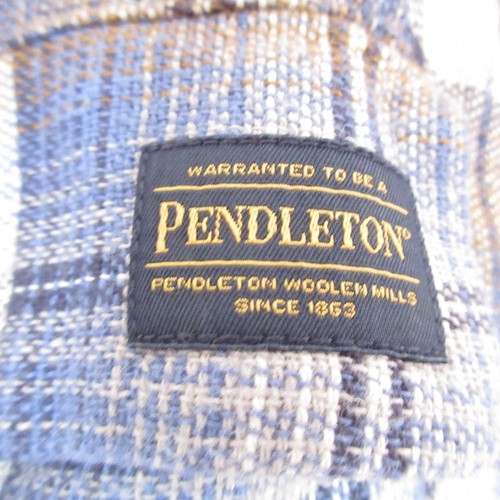 WARRANTED TO BE A
PENDLETON®
PENDLETON WOOLEN MILLS
SINCE 1863